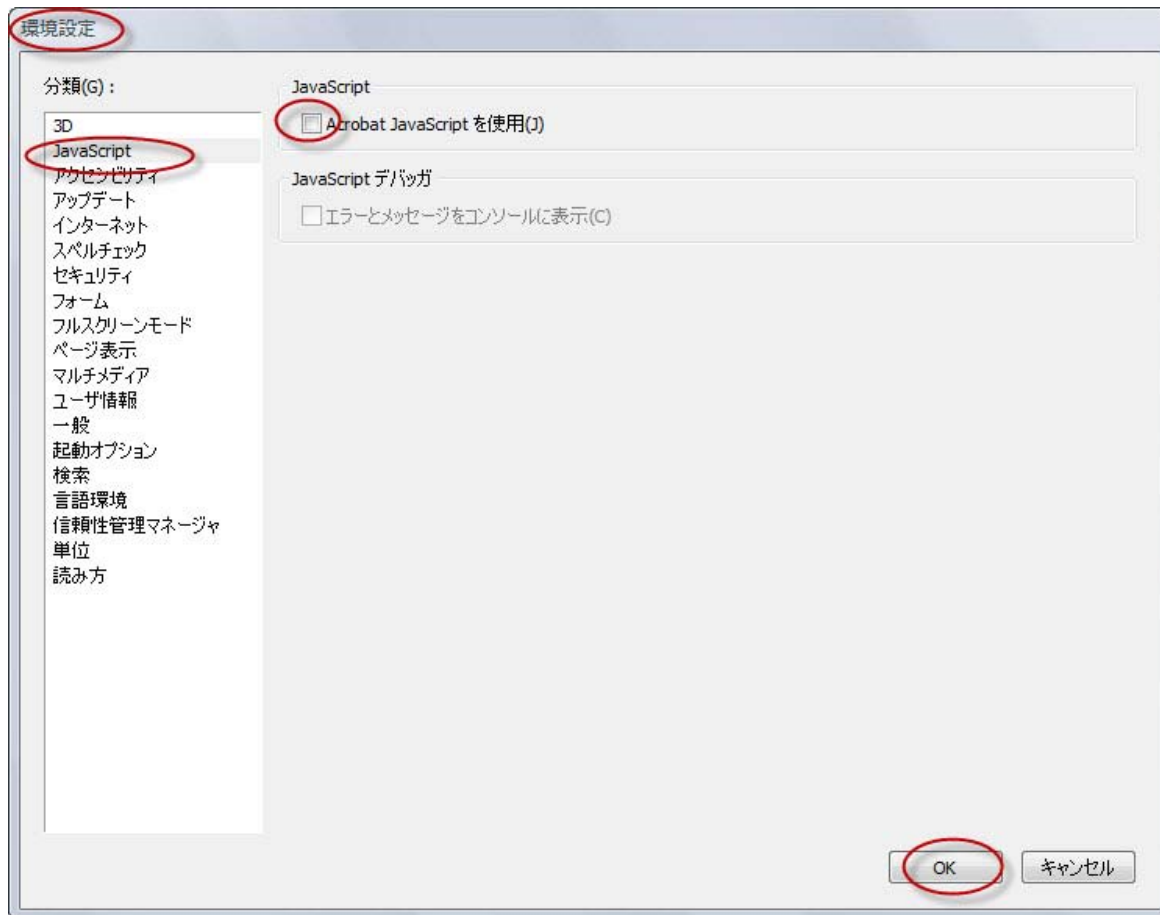 環境設定
分類(G) :
3D
JavaScript
アクセシビリティ
アップデート
インターネット
スペルチェック
セキュリティ
フォーム
フルスクリーンモード
ページ表示
マルチメディア
ユーザ情報
一般
起動オプション
検索
言語環境
信頼性管理マネージャ
単位
読み方
JavaScript
Acrobat JavaScript を使用(J)
JavaScript デバッガ
エラーとメッセージをコンソールに表示(C)
OK
キャンセル